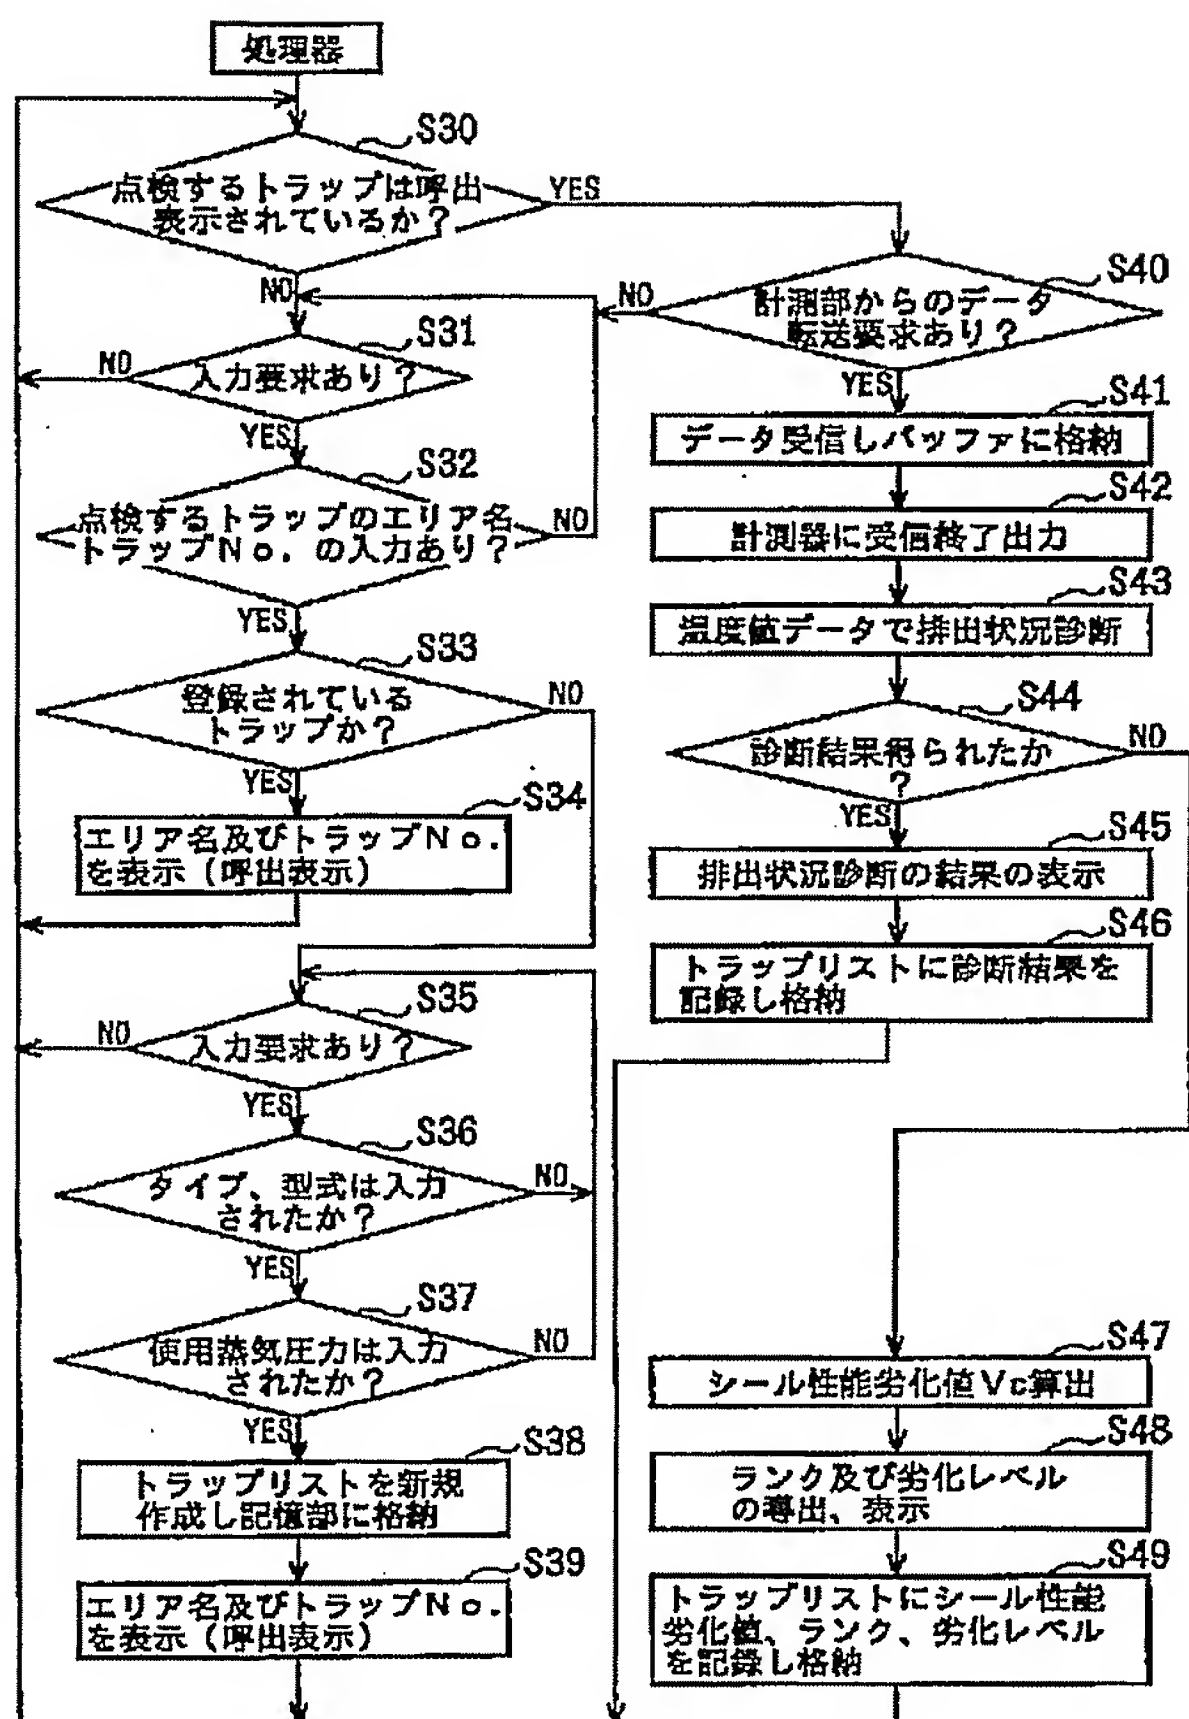 処理器
S30
点検するトラップは呼出
表示されているか？
YES
NO
S31
入力要求あり？
NO
YES
S32
点検するトラップのエリア名
トラップNo.の入力あり？
NO
YES
S33
登録されている
トラップか？
NO
YES
S34
エリア名及びトラップNo.
を表示（呼出表示）
S35
入力要求あり？
NO
YES
S36
タイプ、型式は入力
されたか？
NO
YES
S37
使用蒸気圧力は入力
されたか？
NO
YES
S38
トラップリストを新規
作成し記憶部に格納
S39
エリア名及びトラップNo.
を表示（呼出表示）
S40
計測部からのデータ
転送要求あり？
NO
YES
S41
データ受信しバッファに格納
S42
計測器に受信終了出力
S43
温度値データで排出状況診断
S44
診断結果得られたか
？
NO
YES
S45
排出状況診断の結果の表示
S46
トラップリストに診断結果を
記録し格納
S47
シール性能劣化値Vc算出
S48
ランク及び劣化レベル
の導出、表示
S49
トラップリストにシール性能
劣化値、ランク、劣化レベル
を記録し格納